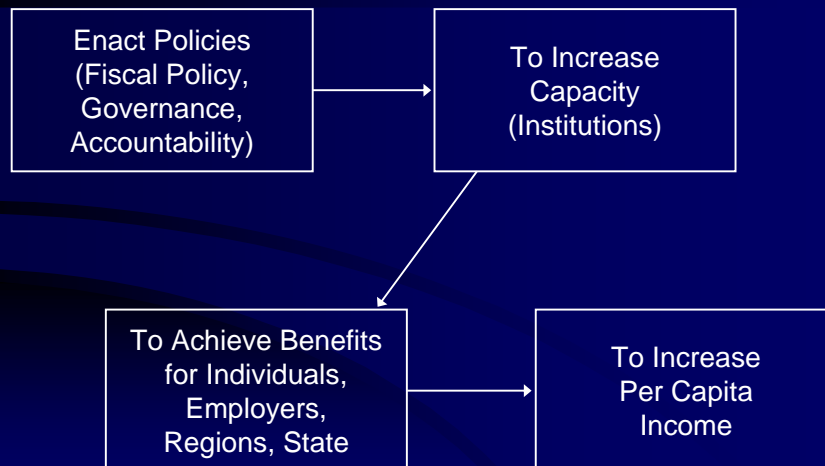 Enact Policies
(Fiscal Policy,
Governance,
Accountability)
To Increase
Capacity
(Institutions)
To Achieve Benefits
for Individuals,
Employers,
Regions, State
To Increase
Per Capita
Income